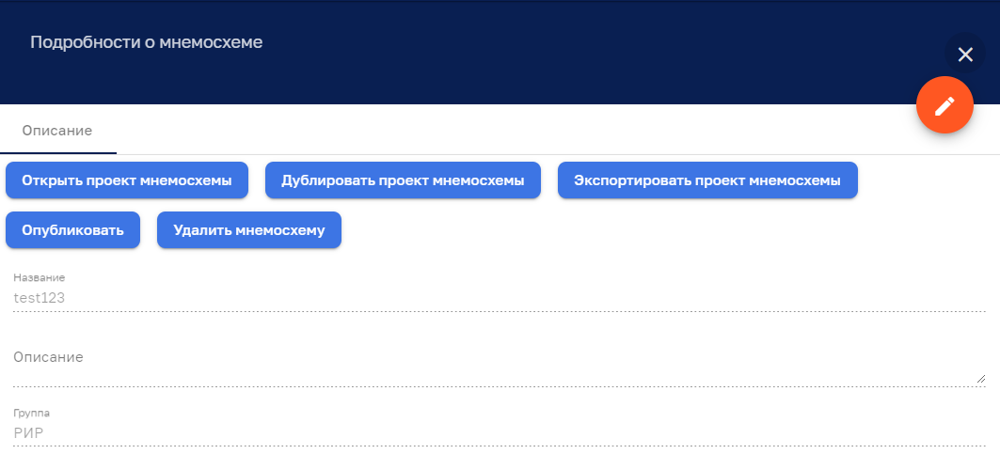 Подробности о мнемосхеме
Описание
Открыть проект мнемосхемы Дублировать проект мнемосхемы Экспортировать проект мнемосхемы
Опубликовать Удалить мнемосхему
Название
test123
Описание
Группа
РИР